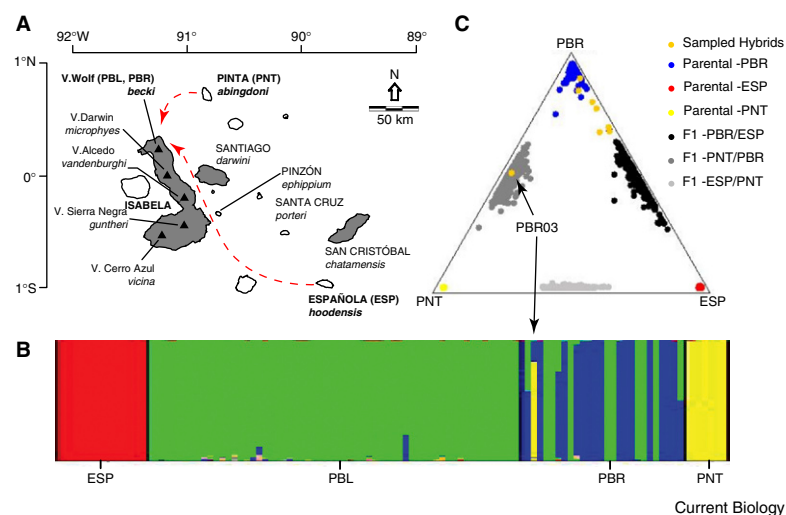 A
92°W
91°
90°
89°
1°N
0°
1°S
V.Wolf (PBL, PBR)
becki
PINTA (PNT)
abingdoni
N
50 km
V.Darwin
microphyes
V.Alcedo
vandenburghi
SANTIAGO
darwini
PINZÓN
ephippium
ISABELA
SANTA CRUZ
porteri
V. Sierra Negra
guntheri
SAN CRISTÓBAL
chatamensis
V. Cerro Azul
vicina
ESPAÑOLA (ESP)
hoodensis
C
PBR
PNT
ESP
PBR03
Sampled Hybrids
Parental -PBR
Parental -ESP
Parental -PNT
F1 -PBR/ESP
F1 -PNT/PBR
F1 -ESP/PNT
B
ESP
PBL
PBR
PNT
Current Biology